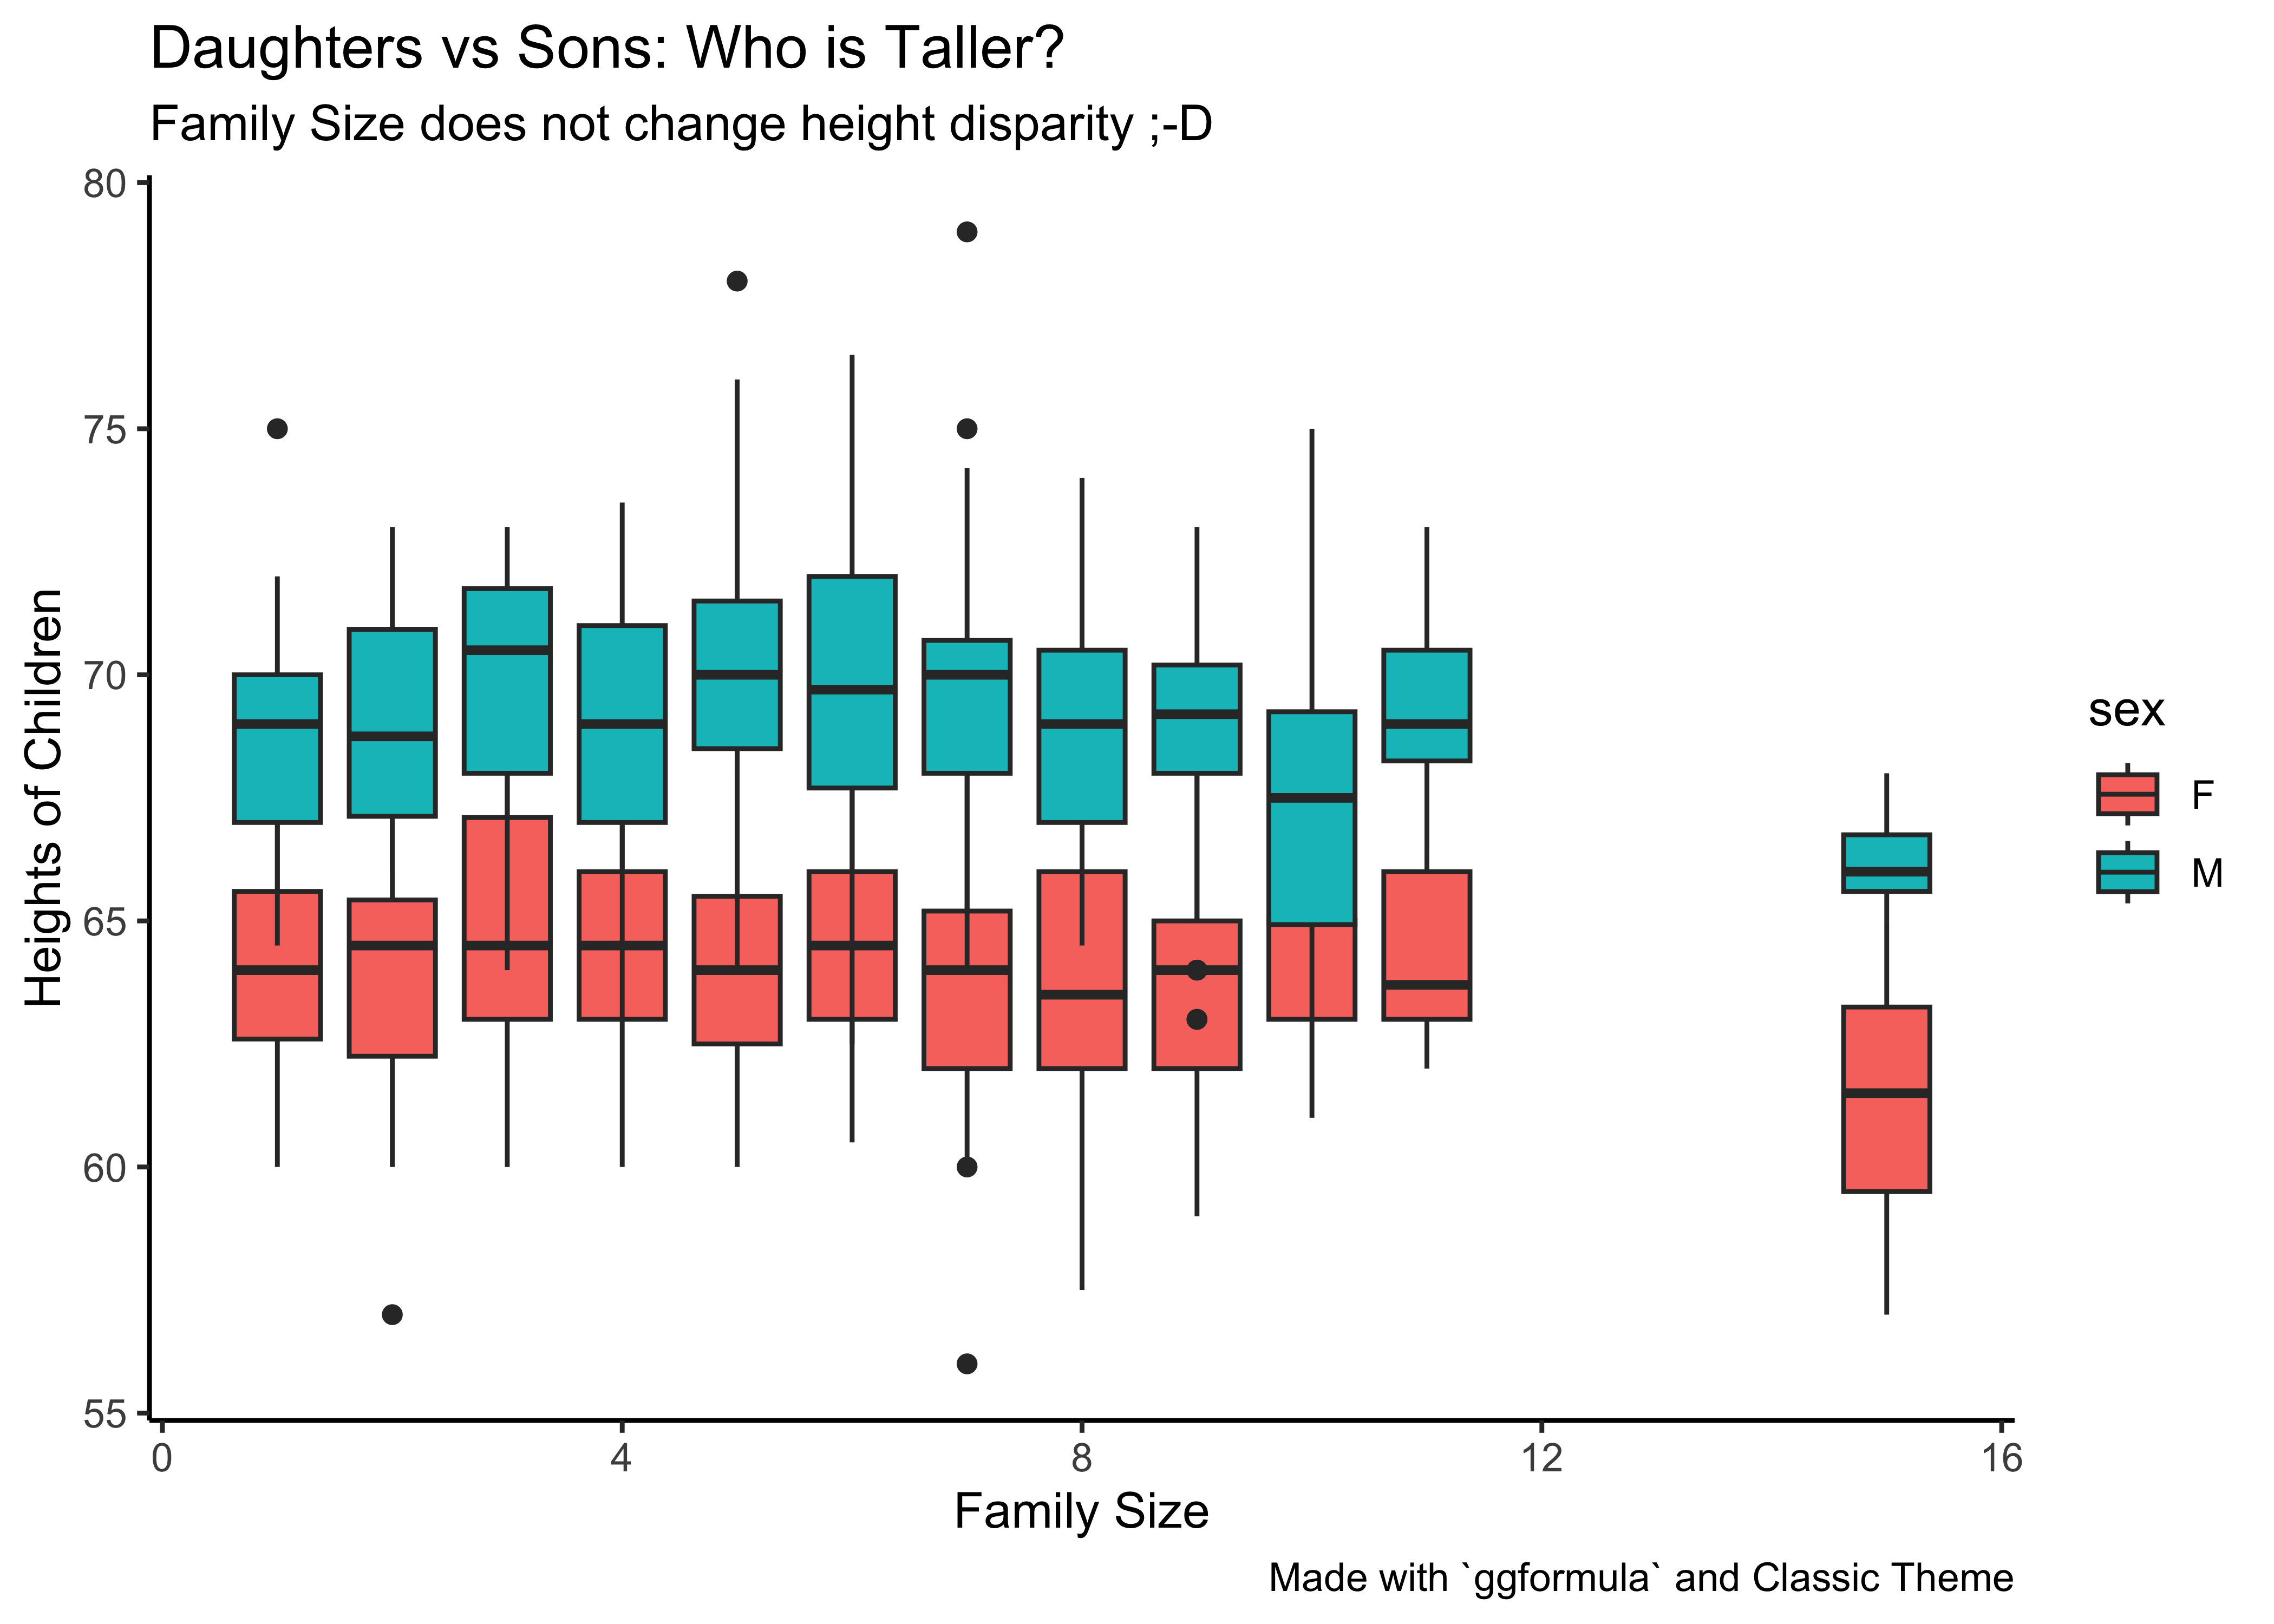 Daughters vs Sons: Who is Taller?
Family Size does not change height disparity ;-D
Heights of Children
80
75
70
65
60
55
0 4 8 12 16
Family Size
sex
F
M
Made with `ggformula` and Classic Theme